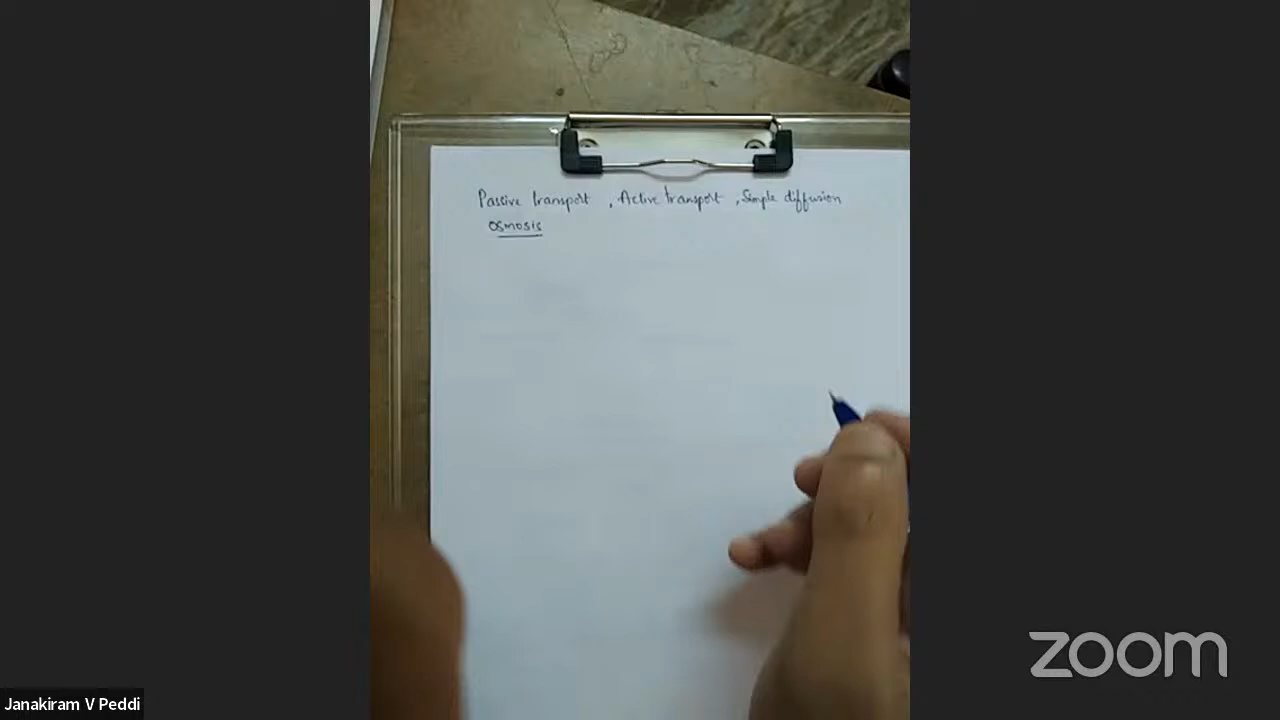 Passive transport , Active transport , Simple diffusion
osmosis
zoom
Janakiram V Peddi